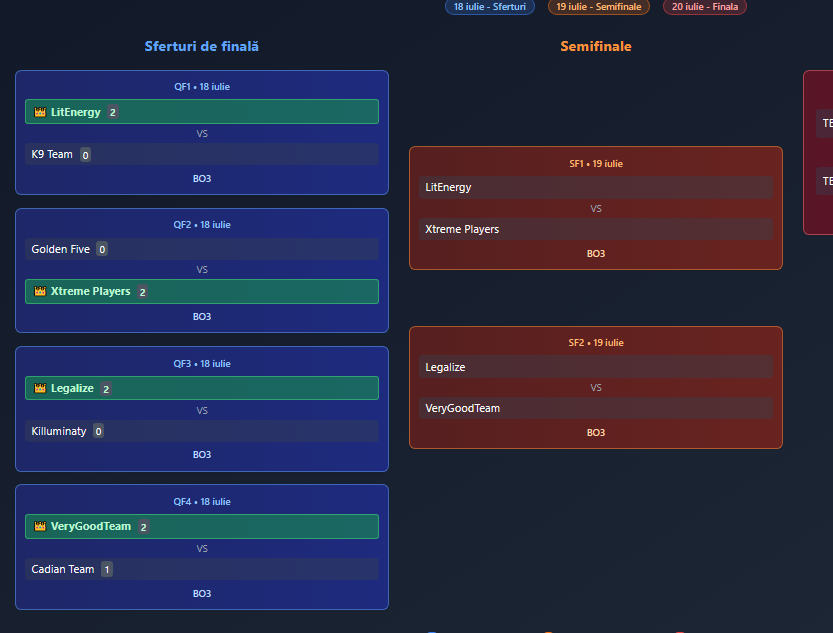 18 iulie - Sferturi
19 iulie - Semifinale
20 iulie - Finala
Sferturi de finală
Semifinale
QF1 • 18 iulie
LitEnergy 2
VS
K9 Team 0
BO3
QF2 • 18 iulie
Golden Five 0
VS
Xtreme Players 2
BO3
QF3 • 18 iulie
Legalize 2
VS
Killuminaty 0
BO3
QF4 • 18 iulie
VeryGoodTeam 2
VS
Cadian Team 1
BO3
SF1 • 19 iulie
LitEnergy
VS
Xtreme Players
BO3
SF2 • 19 iulie
Legalize
VS
VeryGoodTeam
BO3